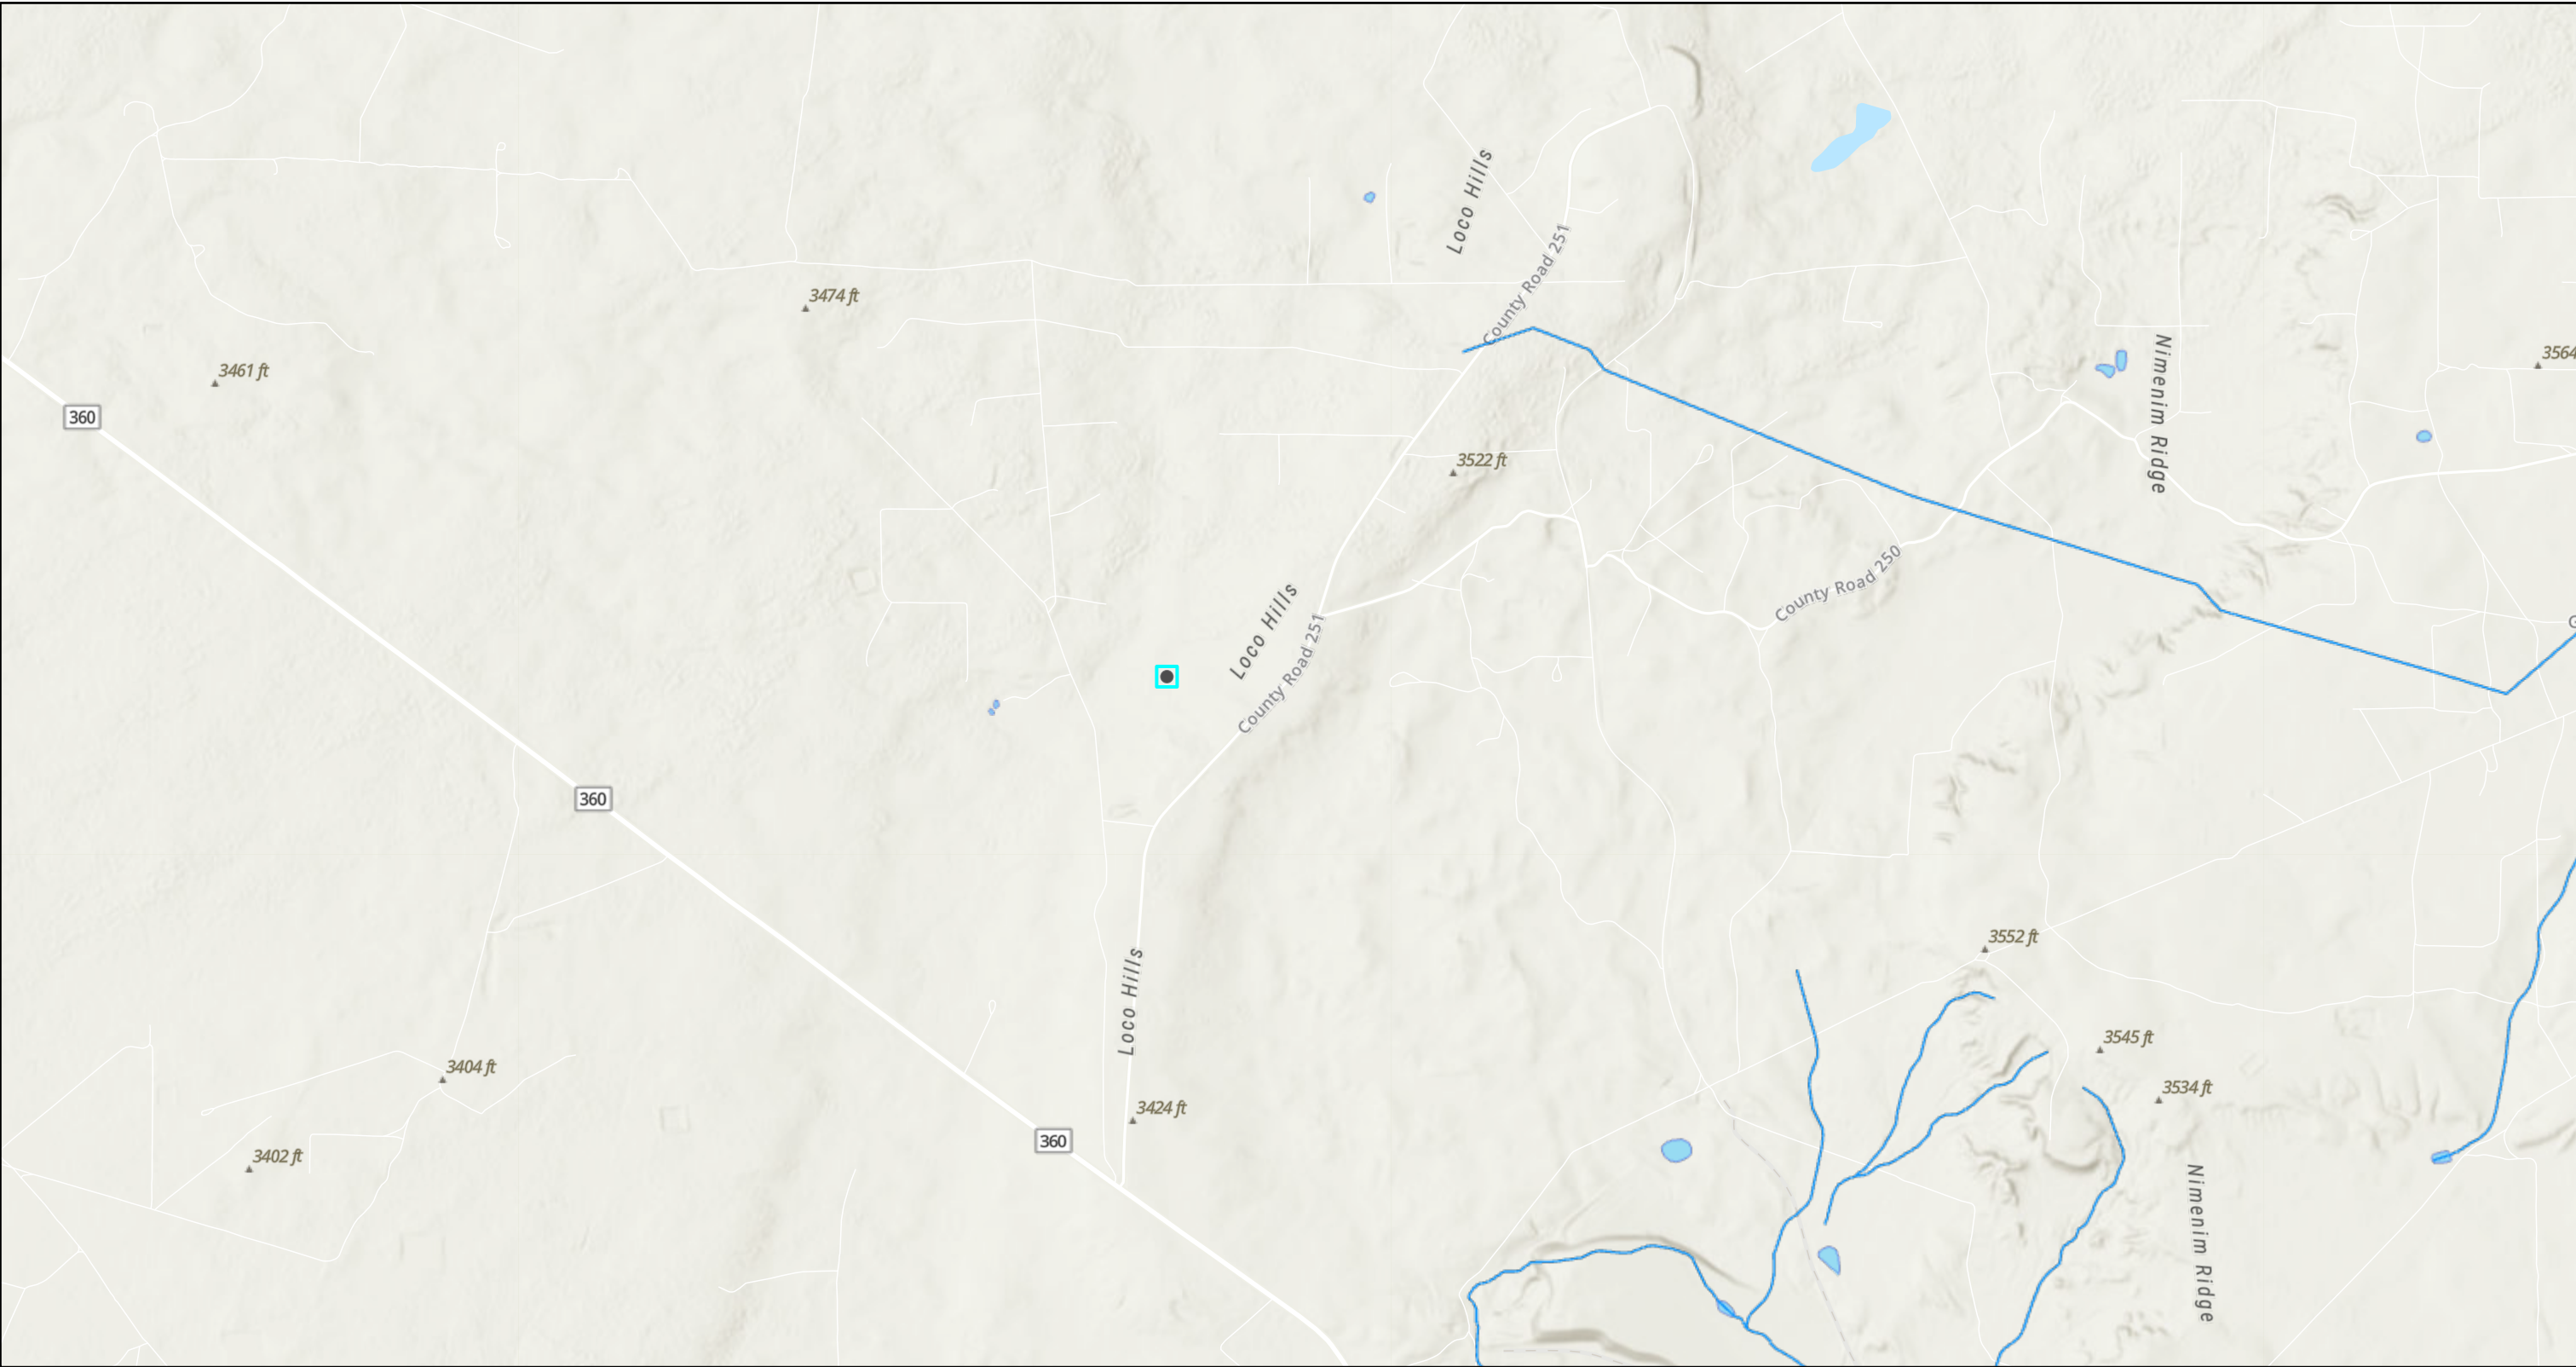 Loco Hills
County Road 251
3474 ft
Nimenim Ridge
3564
3461 ft
360
3522 ft
County Road 250
Loco Hills
County Road 251
360
3552 ft
Loco Hills
3545 ft
3404 ft
3534 ft
3424 ft
360
3402 ft
Nimenim Ridge